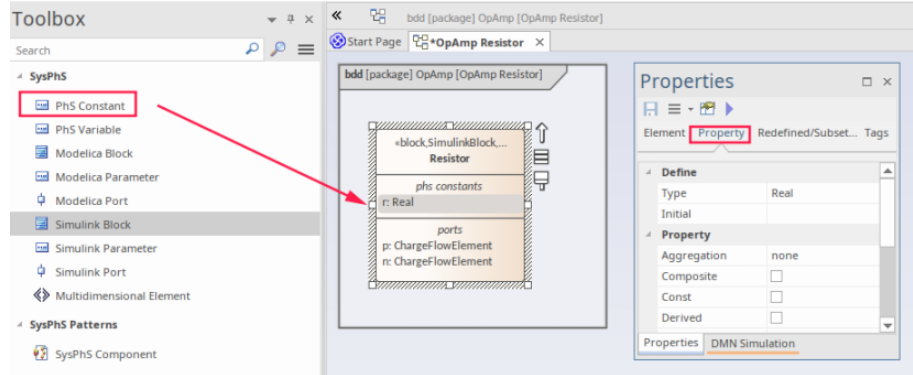 Toolbox
Search
SysPhS
PhS Constant
PhS Variable
Modelica Block
Modelica Parameter
Modelica Port
Simulink Block
Simulink Parameter
Simulink Port
Multidimensional Element
SysPhS Patterns
SysPhS Component
bdd [package] OpAmp [OpAmp Resistor]
Start Page
*OpAmp Resistor
bdd [package] OpAmp [OpAmp Resistor]
«block,SimulinkBlock,...
Resistor
phs constants
r: Real
ports
p: ChargeFlowElement
n: ChargeFlowElement
Properties
Element Property Redefined/Subset... Tags
Define
Type Real
Initial
Property
Aggregation none
Composite
Const
Derived
Properties DMN Simulation